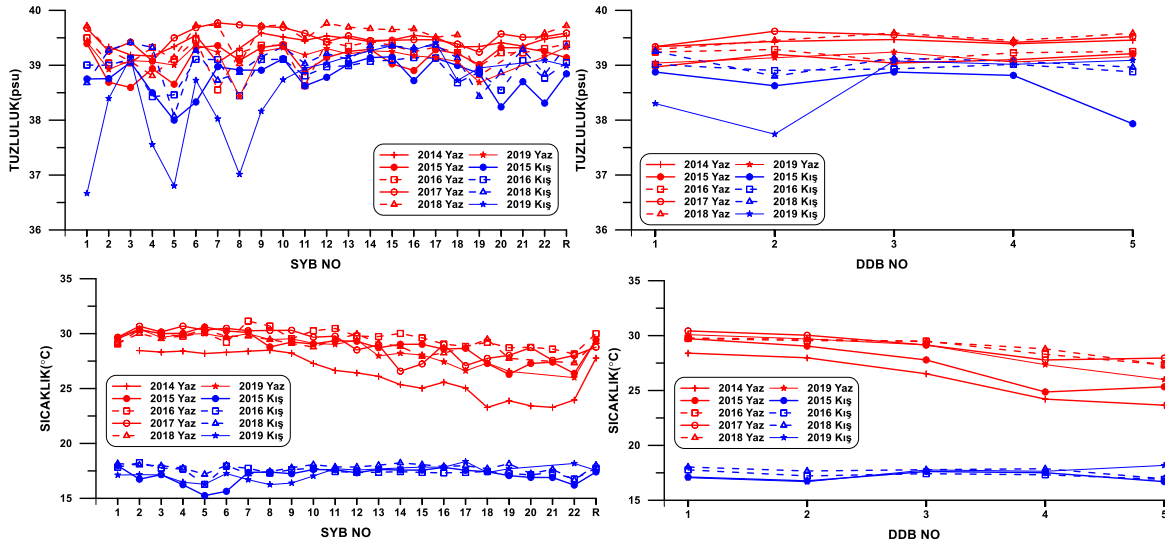 40
39
38
37
36
TUZLULUK(psu)
1 2 3 4 5 6 7 8 9 10 11 12 13 14 15 16 17 18 19 20 21 22 R
SYB NO
2014 Yaz
2015 Yaz
2016 Yaz
2017 Yaz
2018 Yaz
2019 Yaz
2015 Kış
2016 Kış
2018 Kış
2019 Kış
40
39
38
37
36
TUZLULUK(psu)
1 2 3 4 5
DDB NO
2014 Yaz
2015 Yaz
2016 Yaz
2017 Yaz
2018 Yaz
2019 Yaz
2015 Kış
2016 Kış
2018 Kış
2019 Kış
35
30
25
20
15
SICAKLIK(°C)
1 2 3 4 5 6 7 8 9 10 11 12 13 14 15 16 17 18 19 20 21 22 R
SYB NO
2014 Yaz
2015 Yaz
2016 Yaz
2017 Yaz
2018 Yaz
2019 Yaz
2015 Kış
2016 Kış
2018 Kış
2019 Kış
35
30
25
20
15
SICAKLIK(°C)
1 2 3 4 5
DDB NO
2014 Yaz
2015 Yaz
2016 Yaz
2017 Yaz
2018 Yaz
2019 Yaz
2015 Kış
2016 Kış
2018 Kış
2019 Kış